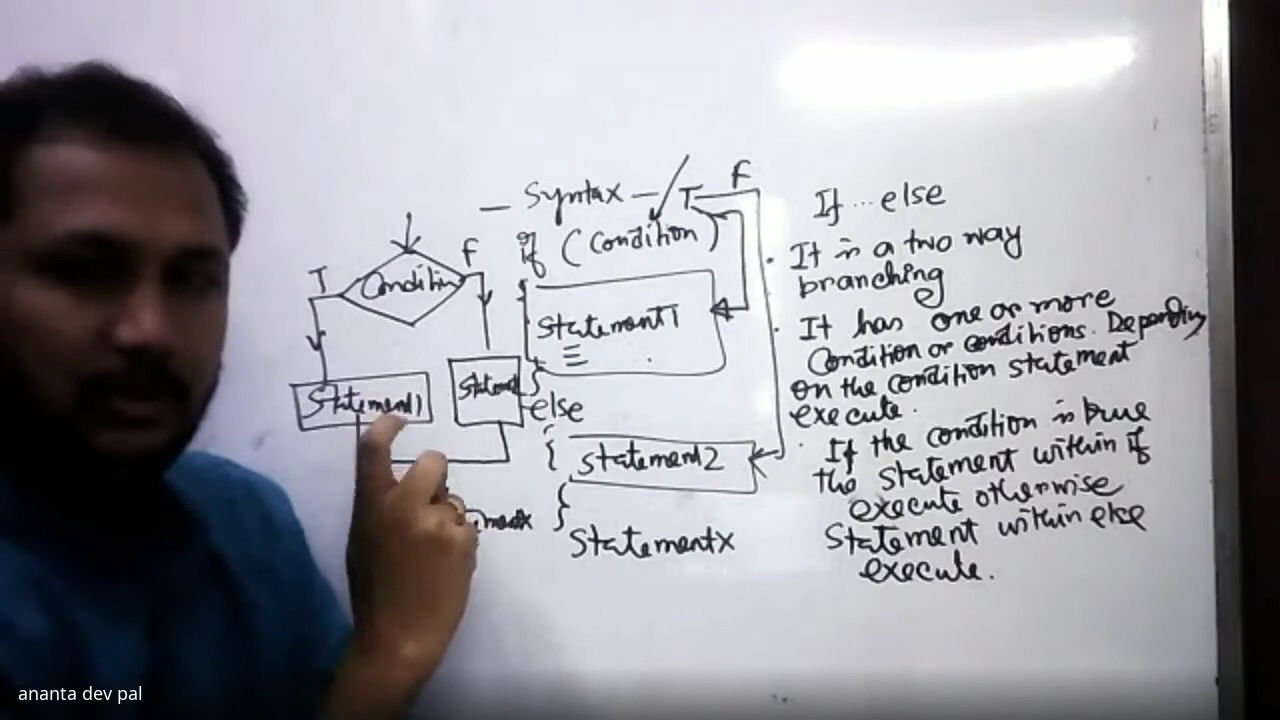 — Syntax —
T F
if (Condition)
{
Statement1
}
else
{
Statement2
}
Statementx
T F
Condition
Statement1
If ... else
• It is a two way
branching
• It has one or more
Condition or conditions. Depending
on the condition statement
execute.
• If the condition is true
the statement within if
execute otherwise
Statement within else
execute.
ananta dev pal